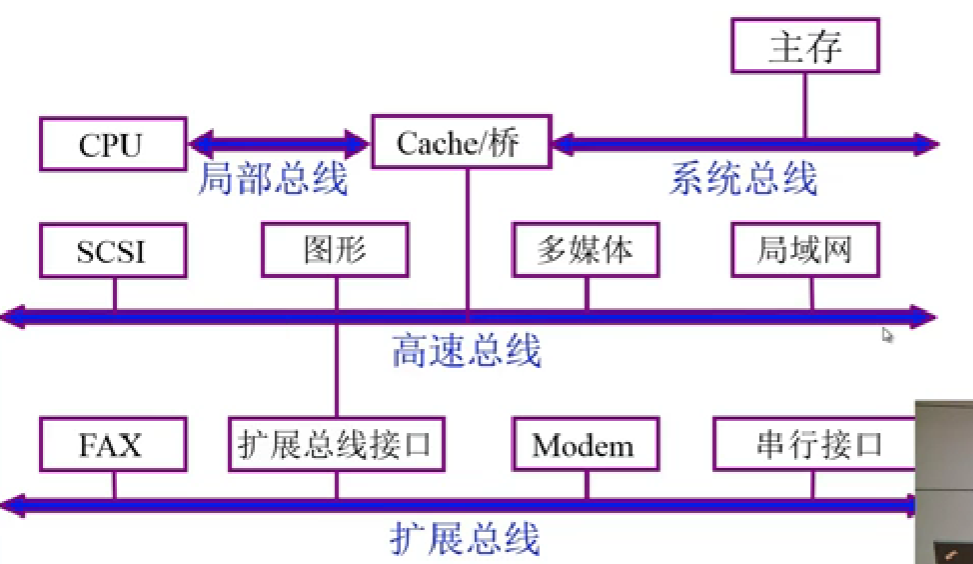 主存
CPU
Cache/桥
局部总线
系统总线
SCSI
图形
多媒体
局域网
高速总线
FAX
扩展总线接口
Modem
串行接口
扩展总线